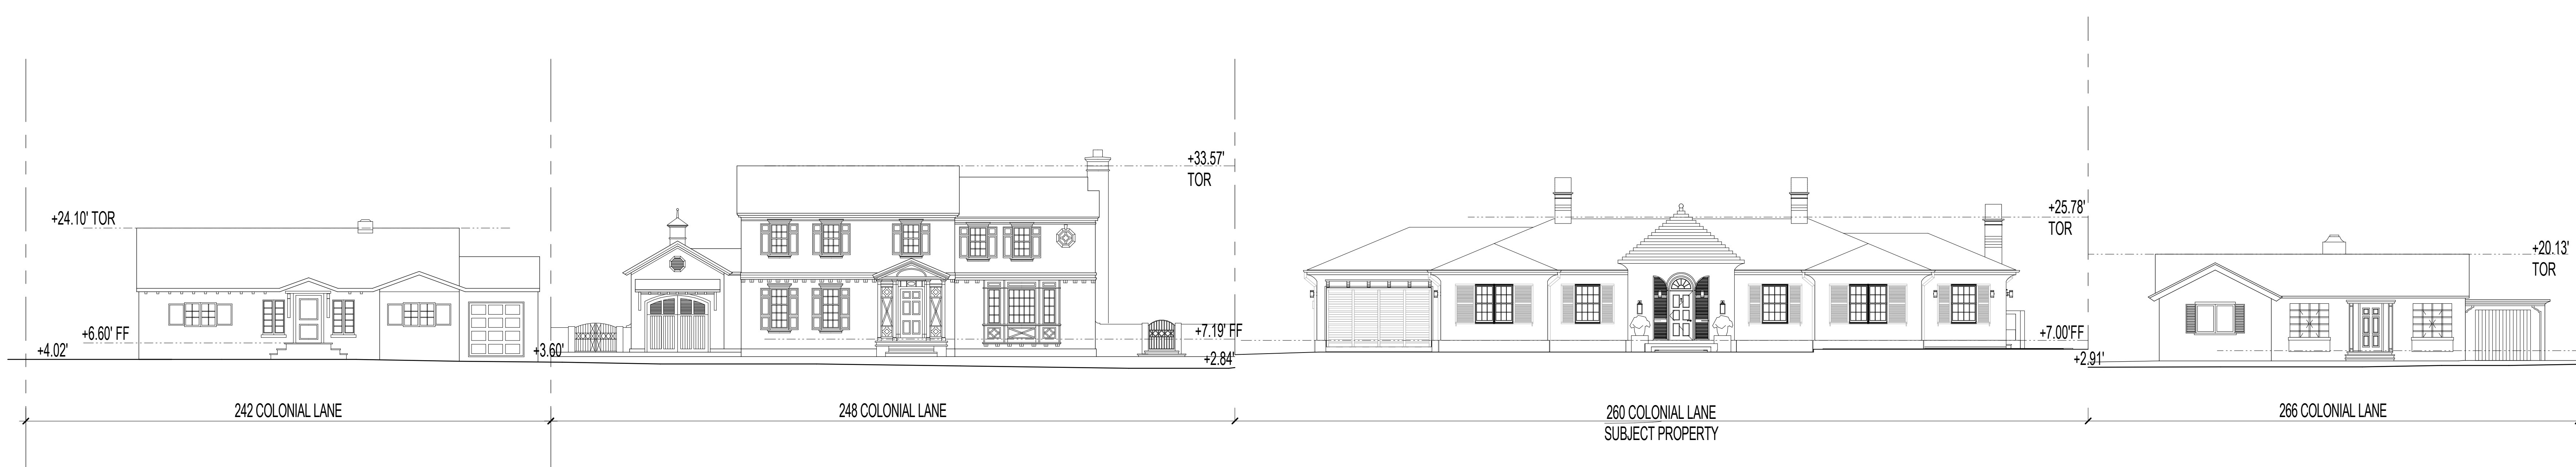 +24.10' TOR
+6.60' FF
+4.02'
+3.60'
242 COLONIAL LANE
+33.57'
TOR
+7.19' FF
+2.84'
248 COLONIAL LANE
+25.78'
TOR
+7.00'FF
+2.91'
260 COLONIAL LANE
SUBJECT PROPERTY
+20.13'
TOR
266 COLONIAL LANE